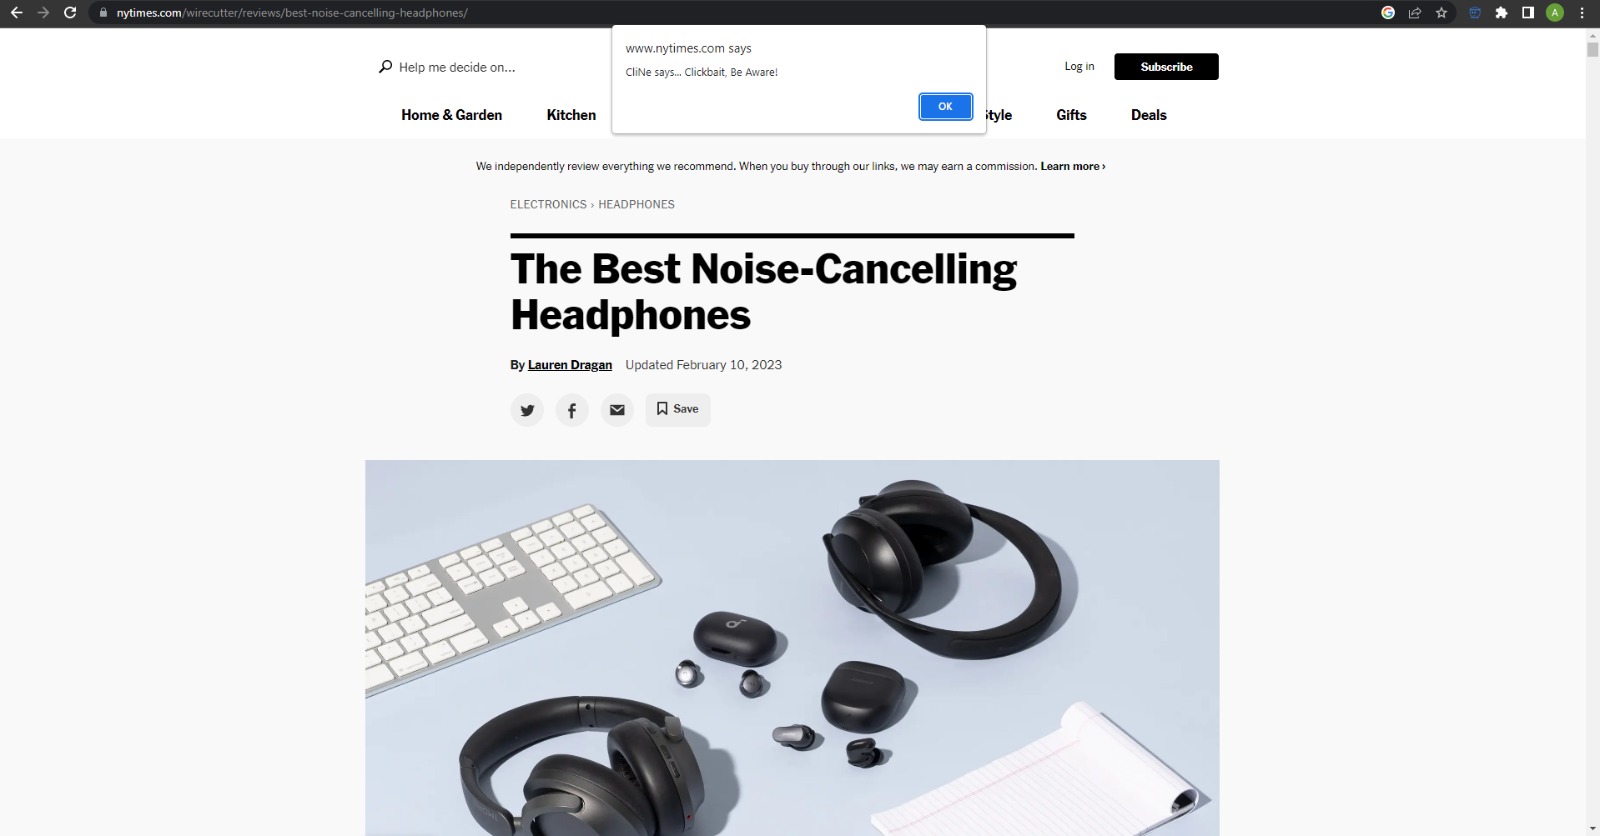 nytimes.com/wirecutter/reviews/best-noise-cancelling-headphones/
A
www.nytimes.com says
CliNe says... Clickbait, Be Aware!
OK
Help me decide on...
Log in
Subscribe
Home & Garden
Kitchen
Style
Gifts
Deals
We independently review everything we recommend. When you buy through our links, we may earn a commission. Learn more ›
ELECTRONICS › HEADPHONES
The Best Noise-Cancelling
Headphones
By Lauren Dragan Updated February 10, 2023
Save